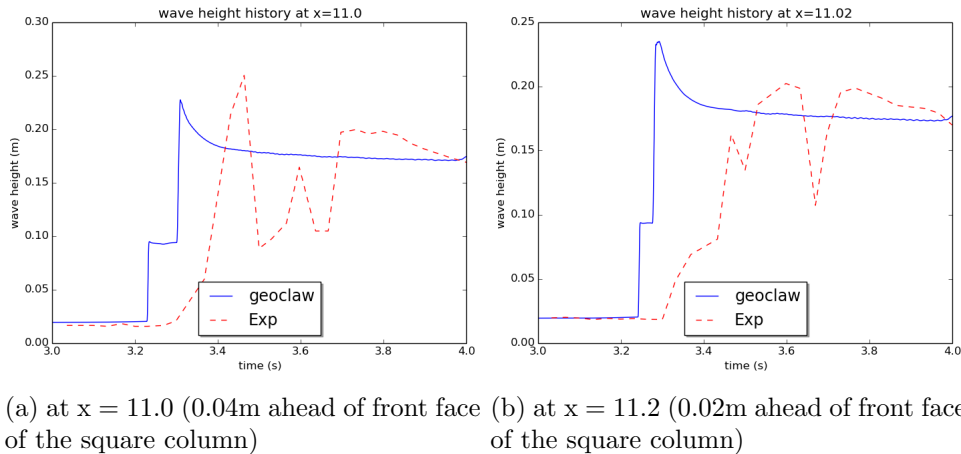 wave height history at x=11.0
0.30
0.25
0.20
0.15
0.10
0.05
0.00
wave height (m)
geoclaw
Exp
3.0 3.2 3.4 3.6 3.8 4.0
time (s)
wave height history at x=11.02
0.25
0.20
0.15
0.10
0.05
0.00
wave height (m)
geoclaw
Exp
3.0 3.2 3.4 3.6 3.8 4.0
time (s)
(a) at x = 11.0 (0.04m ahead of front face
of the square column)
(b) at x = 11.2 (0.02m ahead of front face
of the square column)